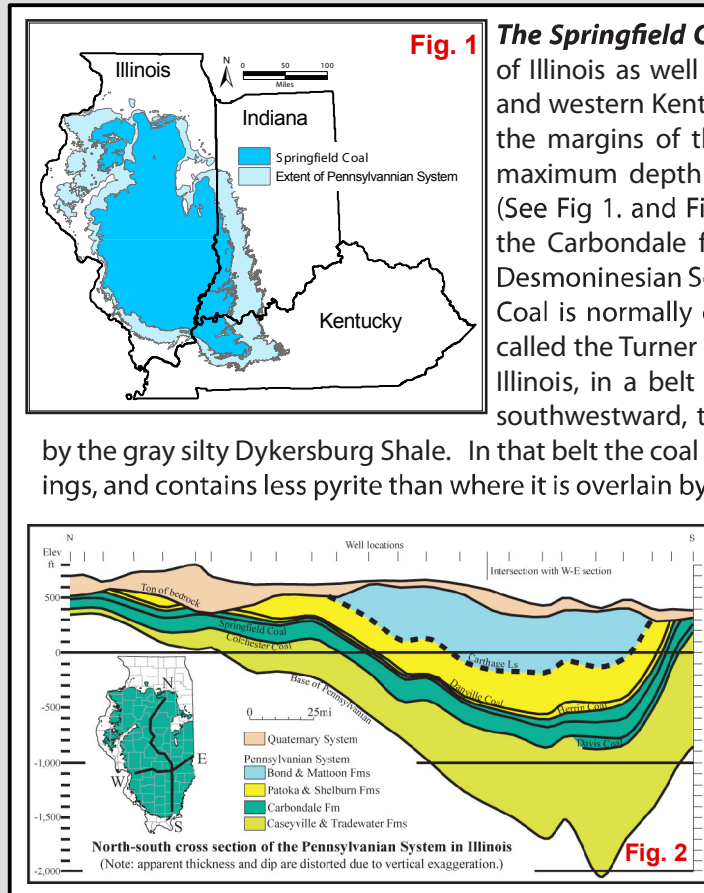 Fig. 1
Illinois
N
0 50 100
Miles
Indiana
Springfield Coal
Extent of Pennsylvannian System
Kentucky
The Springfield
of Illinois as well
and western Kent
the margins of th
maximum depth
(See Fig 1. and Fi
the Carbondale f
Desmoninesian Se
Coal is normally
called the Turner
Illinois, in a belt
southwestward, t
by the gray silty Dykersburg Shale. In that belt the coal
ings, and contains less pyrite than where it is overlain by
N
S
Elev
ft
Well locations
Intersection with W-E section
500
0
-500
-1,000
-1,500
-2,000
Top of bedrock
Springfield Coal
Colchester Coal
Base of Pennsylvanian
Carthage Ls
Danville Coal
Herrin Coal
Davis Coal
N
E
W
S
0 25mi
Quaternary System
Pennsylvanian System
Bond & Mattoon Fms
Patoka & Shelburn Fms
Carbondale Fm
Caseyville & Tradewater Fms
North-south cross section of the Pennsylvanian System in Illinois
(Note: apparent thickness and dip are distorted due to vertical exaggeration.)
Fig. 2